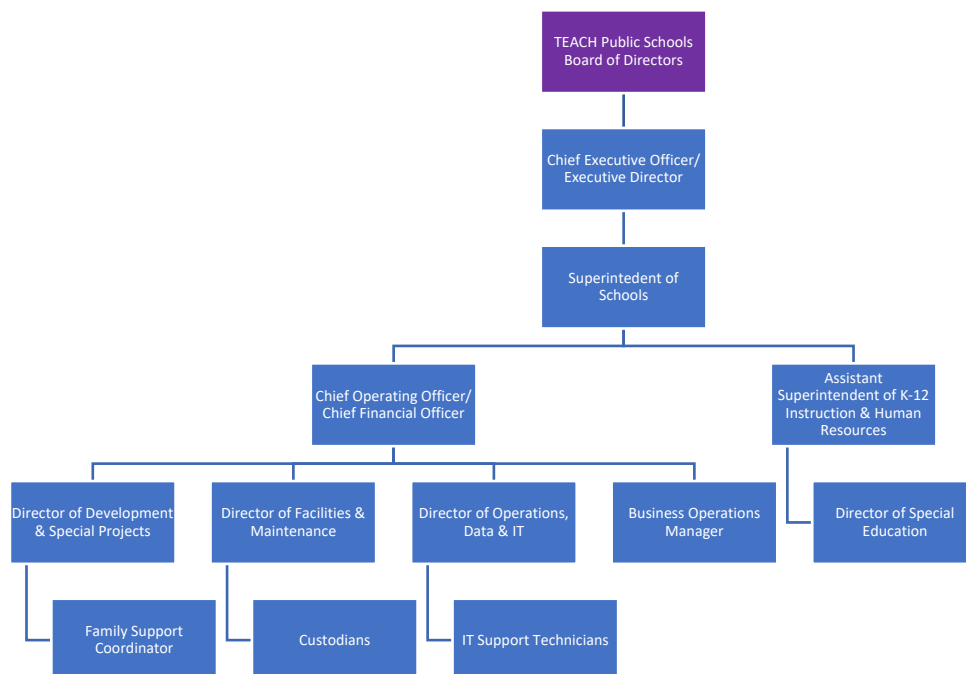 TEACH Public Schools
Board of Directors
Chief Executive Officer/
Executive Director
Superintedent of
Schools
Chief Operating Officer/
Chief Financial Officer
Assistant
Superintendent of K-12
Instruction & Human
Resources
Director of Development
& Special Projects
Director of Facilities &
Maintenance
Director of Operations,
Data & IT
Business Operations
Manager
Director of Special
Education
Family Support
Coordinator
Custodians
IT Support Technicians